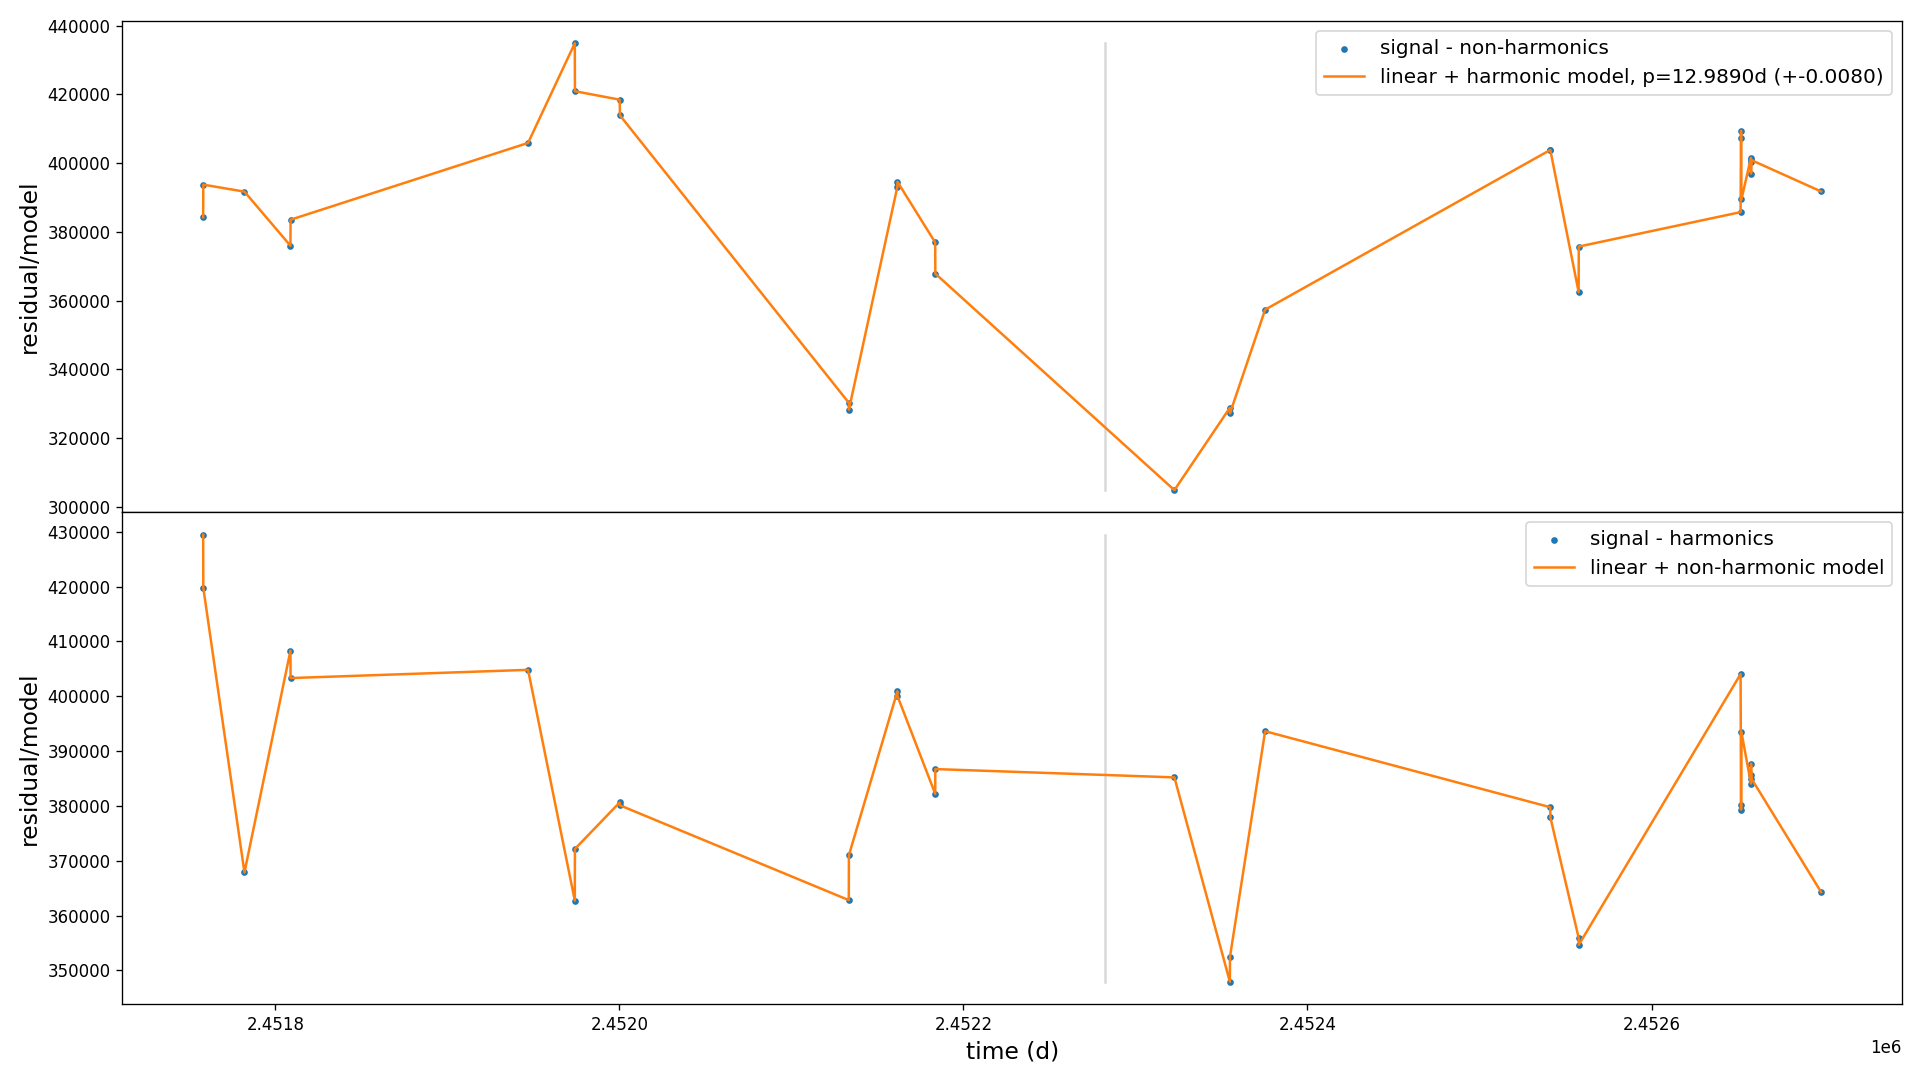 440000
420000
400000
380000
360000
340000
320000
300000
residual/model
signal - non-harmonics
linear + harmonic model, p=12.9890d (+-0.0080)
430000
420000
410000
400000
390000
380000
370000
360000
350000
residual/model
signal - harmonics
linear + non-harmonic model
2.4518
2.4520
2.4522
2.4524
2.4526
1e6
time (d)